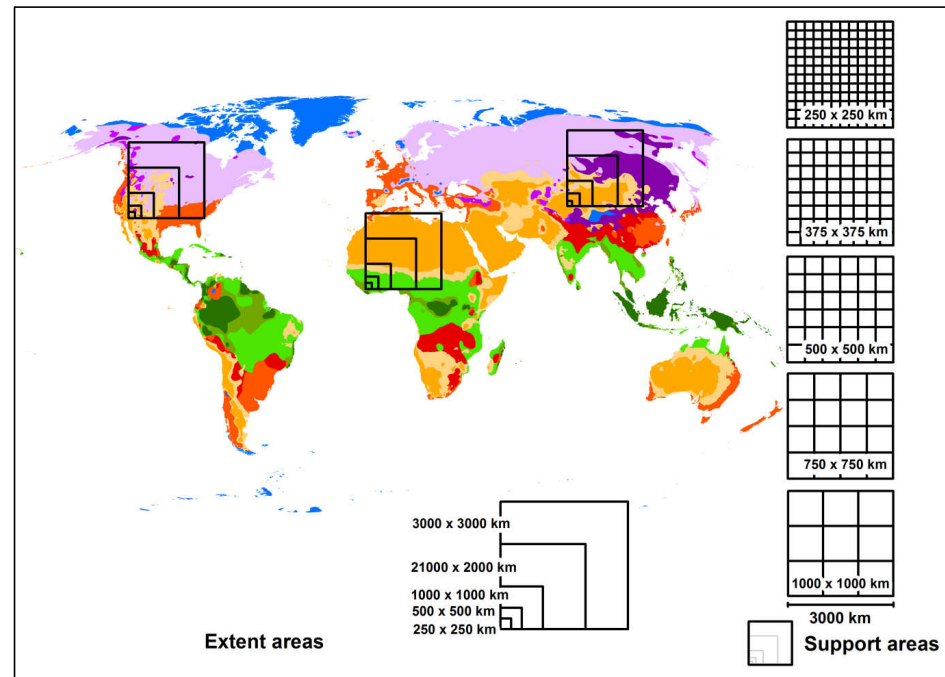 250 x 250 km
375 x 375 km
500 x 500 km
750 x 750 km
1000 x 1000 km
3000 km
Support areas
3000 x 3000 km
21000 x 2000 km
1000 x 1000 km
500 x 500 km
250 x 250 km
Extent areas